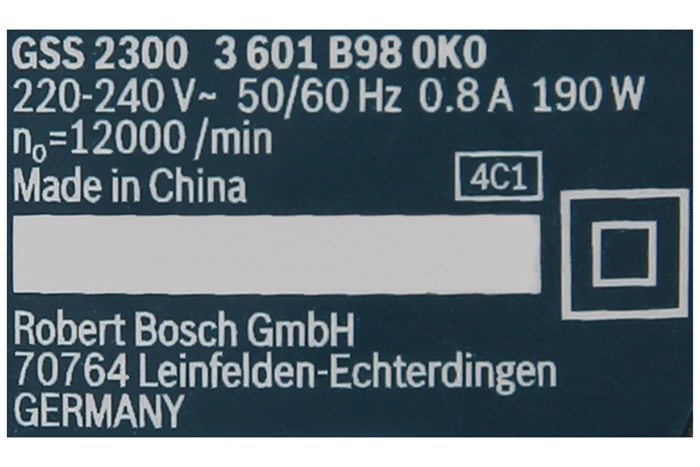 GSS 2300 3 601 B98 0K0
220-240 V~ 50/60 Hz 0.8 A 190 W
n₀=12000 /min
Made in China
4C1
Robert Bosch GmbH
70764 Leinfelden-Echterdingen
GERMANY